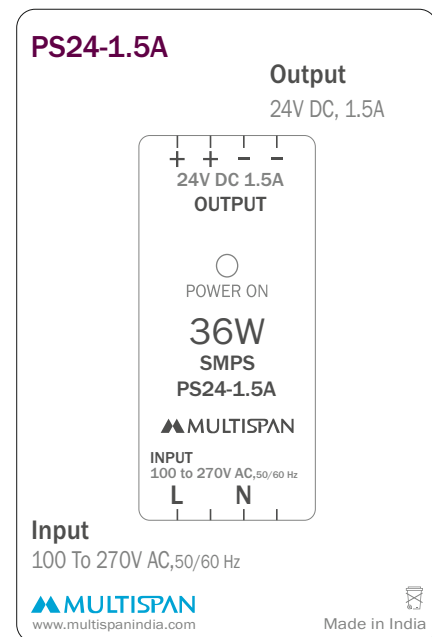 PS24-1.5A
Output
24V DC, 1.5A
+ + - -
24V DC 1.5A
OUTPUT
POWER ON
36W
SMPS
PS24-1.5A
MULTISPAN
INPUT
100 to 270V AC,50/60 Hz
L N
Input
100 To 270V AC,50/60 Hz
MULTISPAN
www.multispanindia.com
Made in India